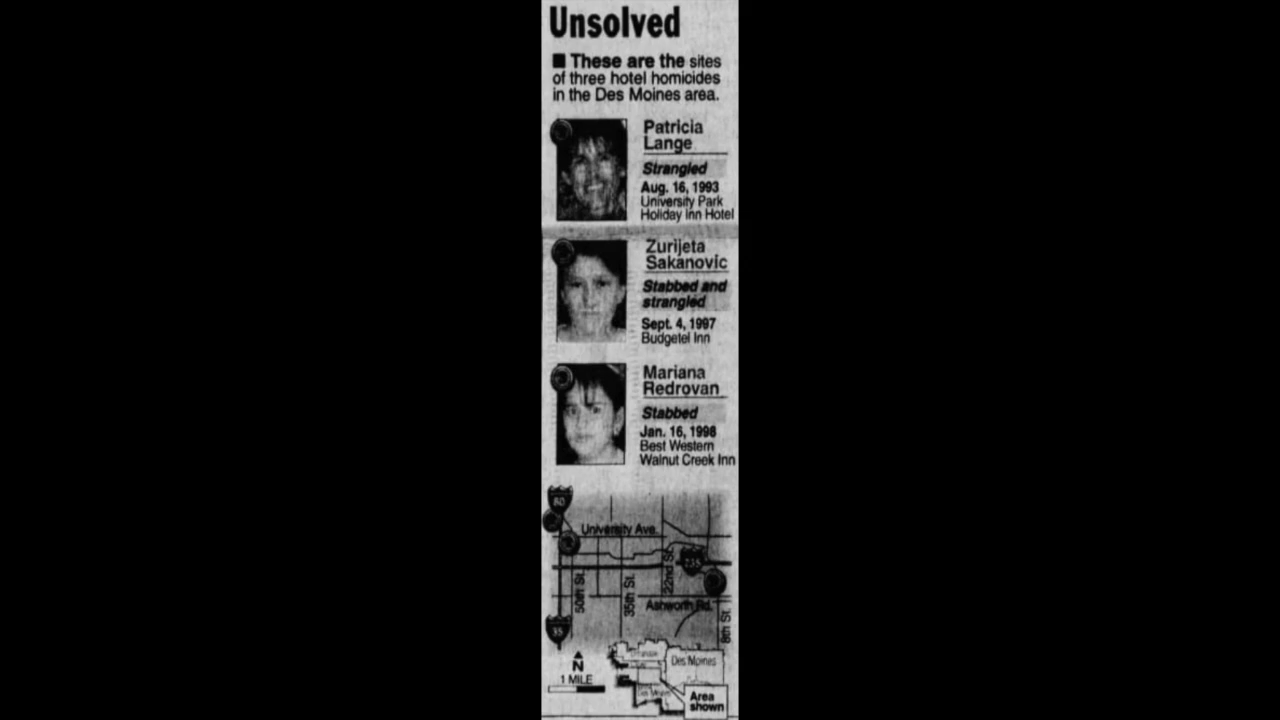 Unsolved
■ These are the sites
of three hotel homicides
in the Des Moines area.
Patricia
Lange
Strangled
Aug. 16, 1993
University Park
Holiday Inn Hotel
Zurijeta
Sakanovic
Stabbed and
strangled
Sept. 4, 1997
Budgetel Inn
Mariana
Redrovan
Stabbed
Jan. 16, 1998
Best Western
Walnut Creek Inn
80
University Ave.
235
22nd St.
50th St.
35th St.
Ashworth Rd.
8th St.
35
N
1 MILE
Des Moines
Area
shown